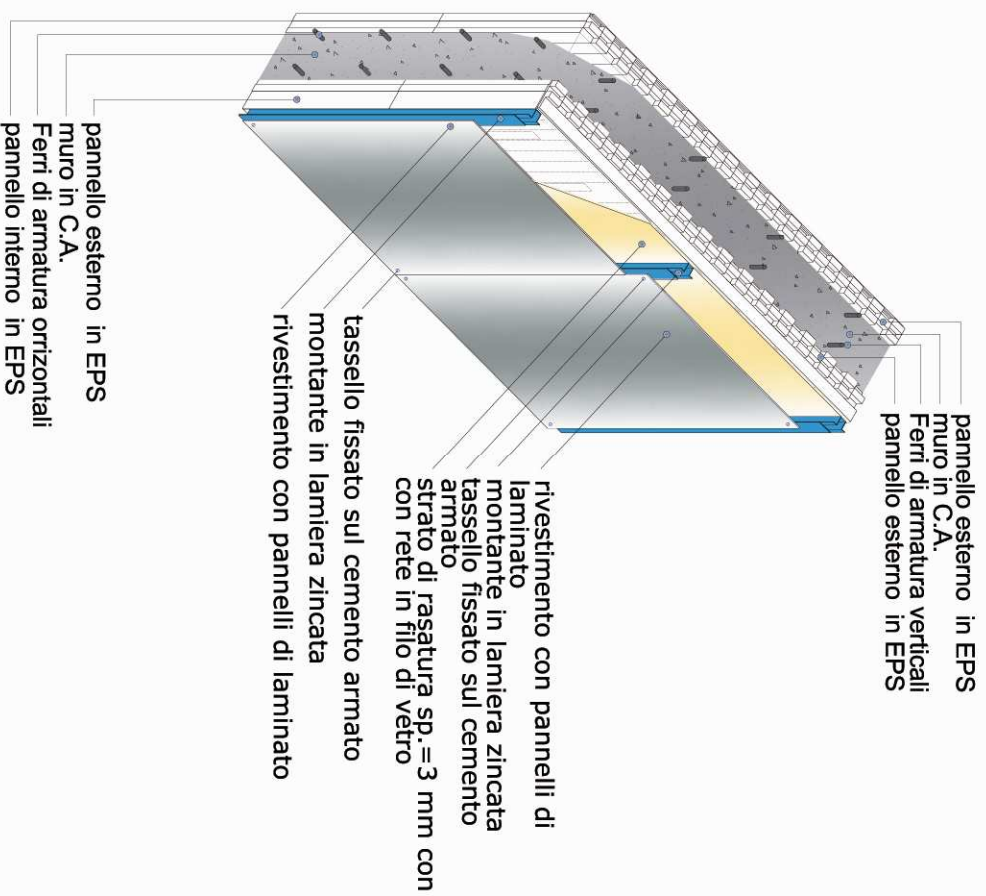 pannello esterno in EPS
muro in C.A.
Ferri di armatura verticali
pannello esterno in EPS
rivestimento con pannelli di
laminato
montante in lamiera zincata
tassello fissato sul cemento
armato
strato di rasatura sp.=3 mm con
con rete in filo di vetro
tassello fissato sul cemento armato
montante in lamiera zincata
rivestimento con pannelli di laminato
pannello esterno in EPS
muro in C.A.
Ferri di armatura orrizontali
pannello interno in EPS